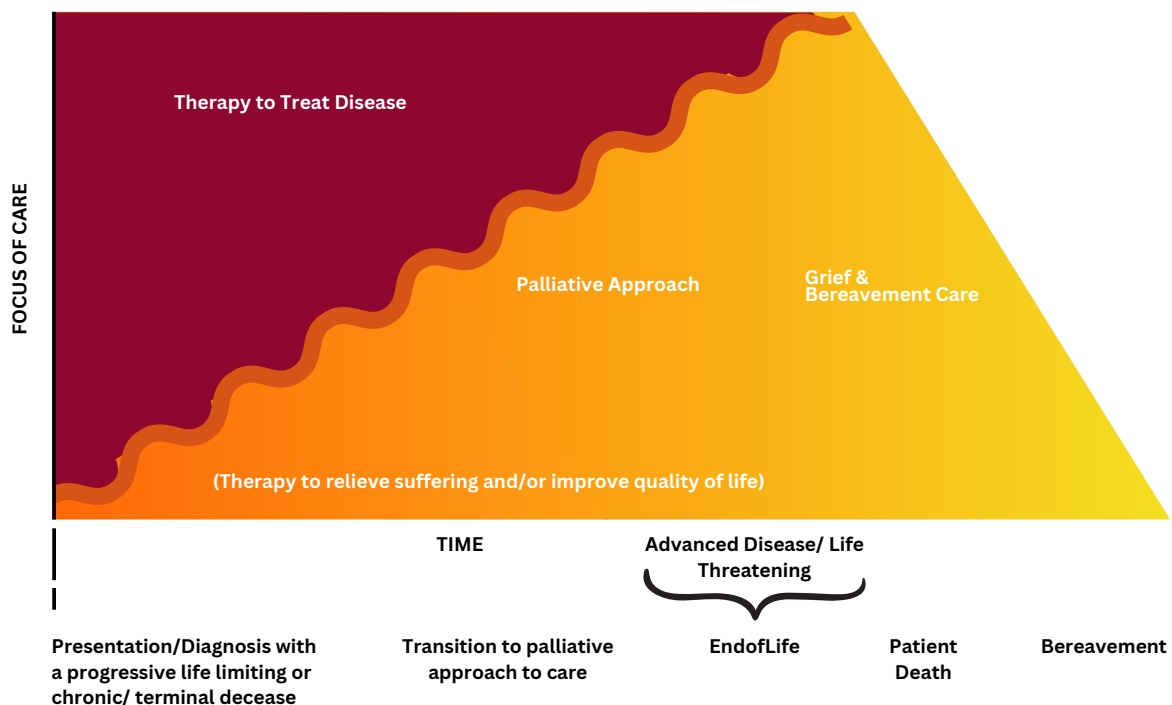 Therapy to Treat Disease
FOCUS OF CARE
Palliative Approach
Grief &
Bereavement Care
(Therapy to relieve suffering and/or improve quality of life)
TIME
Advanced Disease/ Life
Threatening
Presentation/Diagnosis with
a progressive life limiting or
chronic/ terminal decease
Transition to palliative
approach to care
EndofLife
Patient
Death
Bereavement